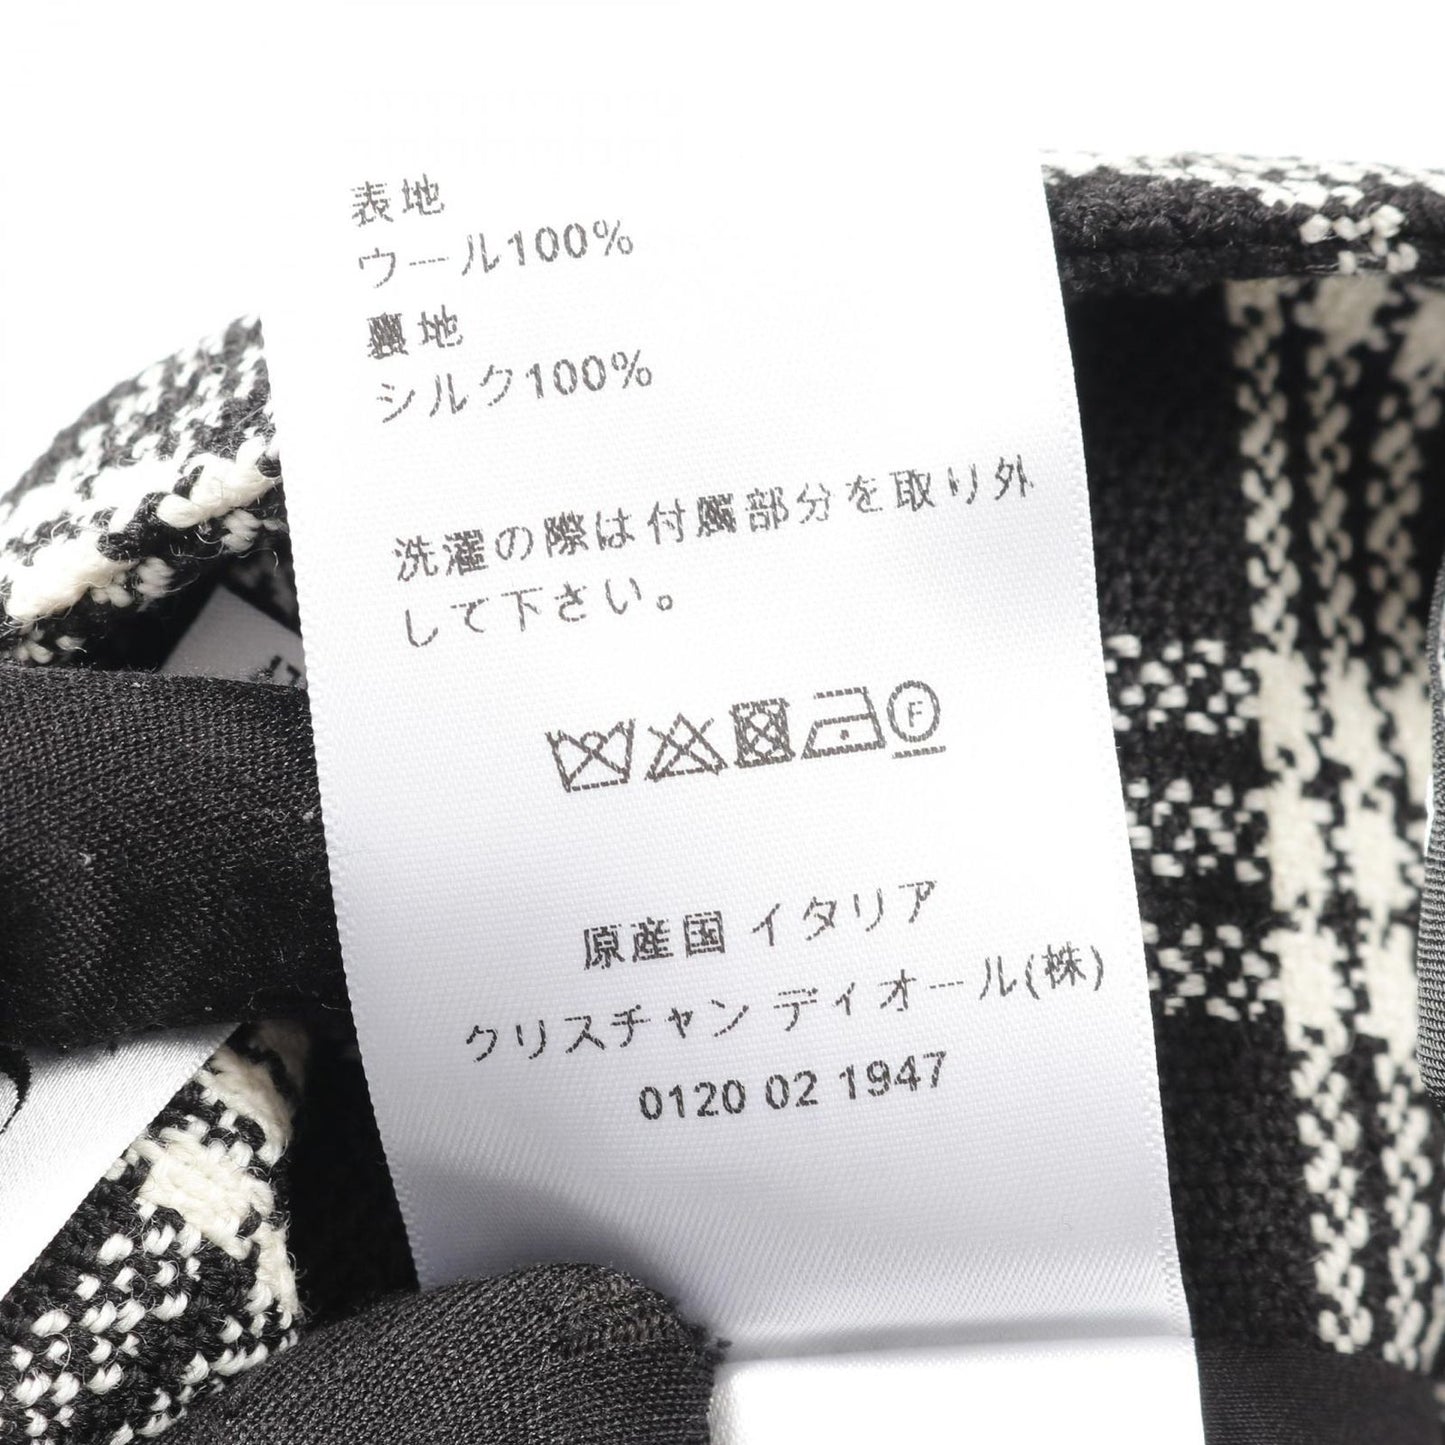 表地
ウール100%
裏地
シルク100%
洗濯の際は付属部分を取り外
して下さい。
F
原産国 イタリア
クリスチャン ディオール(株)
0120 02 1947